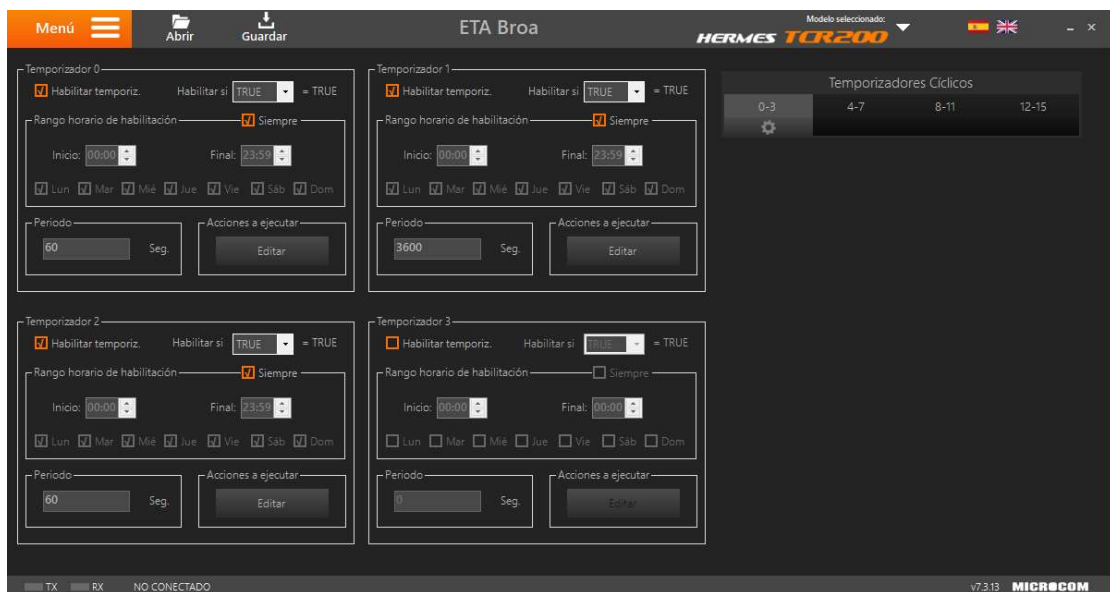 Menú
Abrir
Guardar
ETA Broa
Modelo seleccionado:
HERMES TCR200
Temporizador 0
Habilitar temporiz. Habilitar si TRUE = TRUE
Rango horario de habilitación Siempre
Inicio: 00:00 Final: 23:59
Lun Mar Mié Jue Vie Sáb Dom
Periodo
60 Seg.
Acciones a ejecutar
Editar
Temporizador 1
Habilitar temporiz. Habilitar si TRUE = TRUE
Rango horario de habilitación Siempre
Inicio: 00:00 Final: 23:59
Lun Mar Mié Jue Vie Sáb Dom
Periodo
3600 Seg.
Acciones a ejecutar
Editar
Temporizadores Cíclicos
0-3 4-7 8-11 12-15
Temporizador 2
Habilitar temporiz. Habilitar si TRUE = TRUE
Rango horario de habilitación Siempre
Inicio: 00:00 Final: 23:59
Lun Mar Mié Jue Vie Sáb Dom
Periodo
60 Seg.
Acciones a ejecutar
Editar
Temporizador 3
Habilitar temporiz. Habilitar si TRUE = TRUE
Rango horario de habilitación Siempre
Inicio: 00:00 Final: 00:00
Lun Mar Mié Jue Vie Sáb Dom
Periodo
0 Seg.
Acciones a ejecutar
Editar
TX RX NO CONECTADO
v7.3.13 MICROCOM